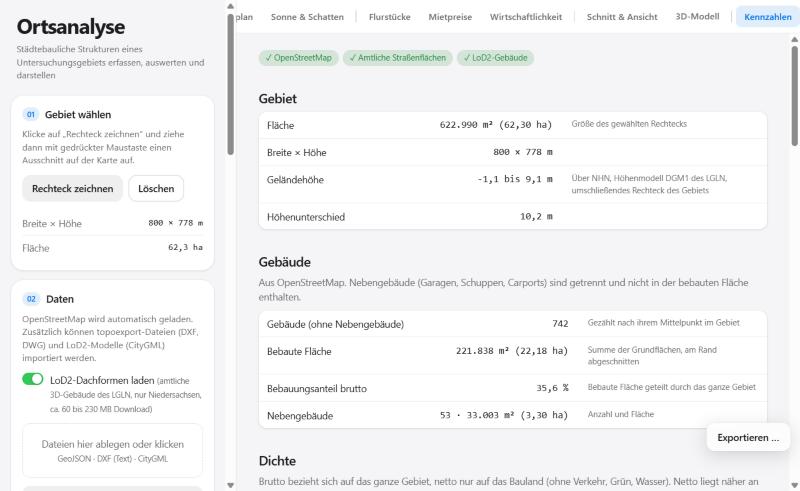 Ortsanalyse
Städtebauliche Strukturen eines
Untersuchungsgebiets erfassen, auswerten und
darstellen
01 Gebiet wählen
Klicke auf „Rechteck zeichnen“ und ziehe
dann mit gedrückter Maustaste einen
Ausschnitt auf der Karte auf.
Rechteck zeichnen Löschen
Breite × Höhe 800 × 778 m
Fläche 62,3 ha
02 Daten
OpenStreetMap wird automatisch geladen.
Zusätzlich können topoexport-Dateien (DXF,
DWG) und LoD2-Modelle (CityGML)
importiert werden.
LoD2-Dachformen laden (amtliche
3D-Gebäude des LGLN, nur Niedersachsen,
ca. 60 bis 230 MB Download)
Dateien hier ablegen oder klicken
GeoJSON · DXF (Text) · CityGML
plan Sonne & Schatten Flurstücke Mietpreise Wirtschaftlichkeit Schnitt & Ansicht 3D-Modell Kennzahlen
✓ OpenStreetMap ✓ Amtliche Straßenflächen ✓ LoD2-Gebäude
Gebiet
Fläche 622.990 m² (62,30 ha) Größe des gewählten Rechtecks
Breite × Höhe 800 × 778 m
Geländehöhe -1,1 bis 9,1 m Über NHN, Höhenmodell DGM1 des LGLN,
umschließendes Rechteck des Gebiets
Höhenunterschied 10,2 m
Gebäude
Aus OpenStreetMap. Nebengebäude (Garagen, Schuppen, Carports) sind getrennt und nicht in der bebauten Fläche
enthalten.
Gebäude (ohne Nebengebäude) 742 Gezählt nach ihrem Mittelpunkt im Gebiet
Bebaute Fläche 221.838 m² (22,18 ha) Summe der Grundflächen, am Rand
abgeschnitten
Bebauungsanteil brutto 35,6 % Bebaute Fläche geteilt durch das ganze Gebiet
Nebengebäude 53 · 33.003 m² (3,30 ha) Anzahl und Fläche
Exportieren ...
Dichte
Brutto bezieht sich auf das ganze Gebiet, netto nur auf das Bauland (ohne Verkehr, Grün, Wasser). Netto liegt näher an